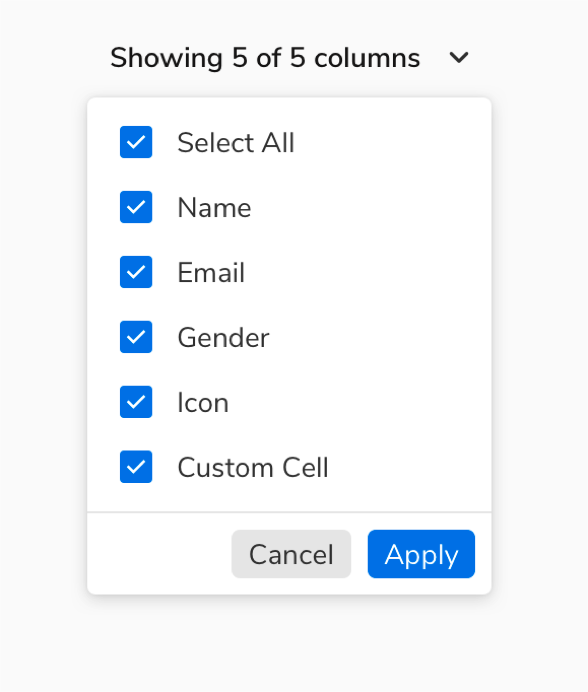 Showing 5 of 5 columns
Select All
Name
Email
Gender
Icon
Custom Cell
Cancel Apply